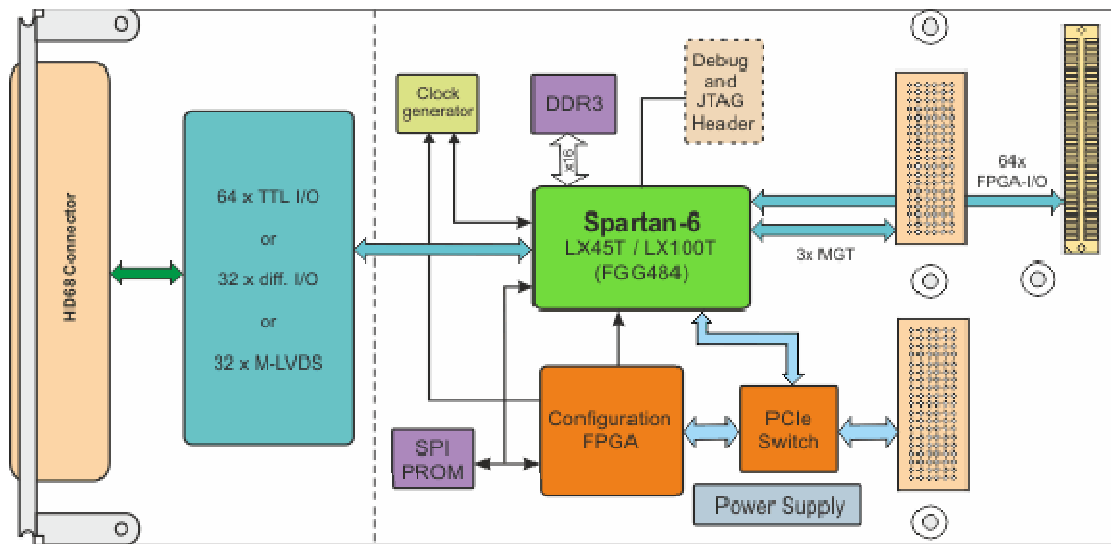 HD68 Connector
64 x TTL I/O
or
32 x diff. I/O
or
32 x M-LVDS
Clock
generator
DDR3
x16
Debug
and
JTAG
Header
Spartan-6
LX45T / LX100T
(FGG484)
64x
FPGA-I/O
3x MGT
Configuration
FPGA
PCIe
Switch
SPI
PROM
Power Supply